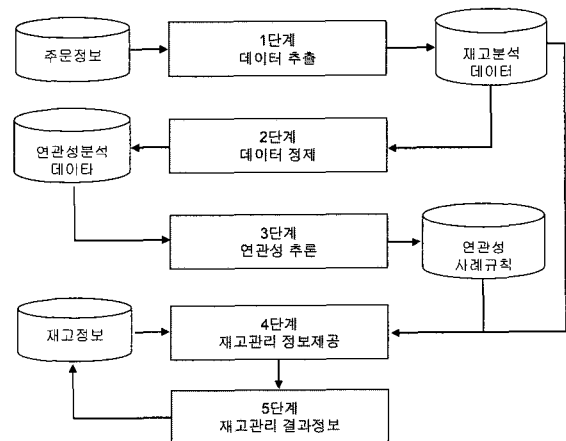 주문정보
1단계
데이터 추출
재고분석
데이터
연관성분석
데이타
2단계
데이터 정제
3단계
연관성 추론
연관성
사례규칙
재고정보
4단계
재고관리 정보제공
5단계
재고관리 결과정보